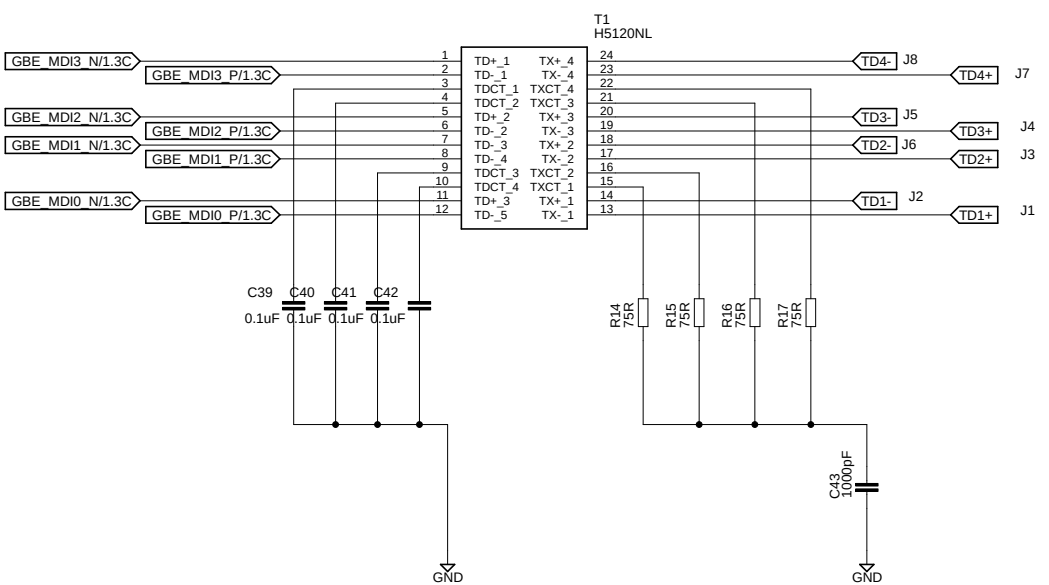 T1
H5120NL
GBE_MDI3_N/1.3C 1 TD+_1 TX+_4 24 TD4- J8
GBE_MDI3_P/1.3C 2 TD-_1 TX-_4 23 TD4+ J7
3 TDCT_1 TXCT_4 22
4 TDCT_2 TXCT_3 21
GBE_MDI2_N/1.3C 5 TD+_2 TX+_3 20 TD3- J5
GBE_MDI2_P/1.3C 6 TD-_2 TX-_3 19 TD3+ J4
GBE_MDI1_N/1.3C 7 TD-_3 TX+_2 18 TD2- J6
GBE_MDI1_P/1.3C 8 TD-_4 TX-_2 17 TD2+ J3
9 TDCT_3 TXCT_2 16
10 TDCT_4 TXCT_1 15
GBE_MDI0_N/1.3C 11 TD+_3 TX+_1 14 TD1- J2
GBE_MDI0_P/1.3C 12 TD-_5 TX-_1 13 TD1+ J1
C39 C40 C41 C42
0.1uF 0.1uF 0.1uF 0.1uF
R14
75R
R15
75R
R16
75R
R17
75R
C43
1000pF
GND
GND